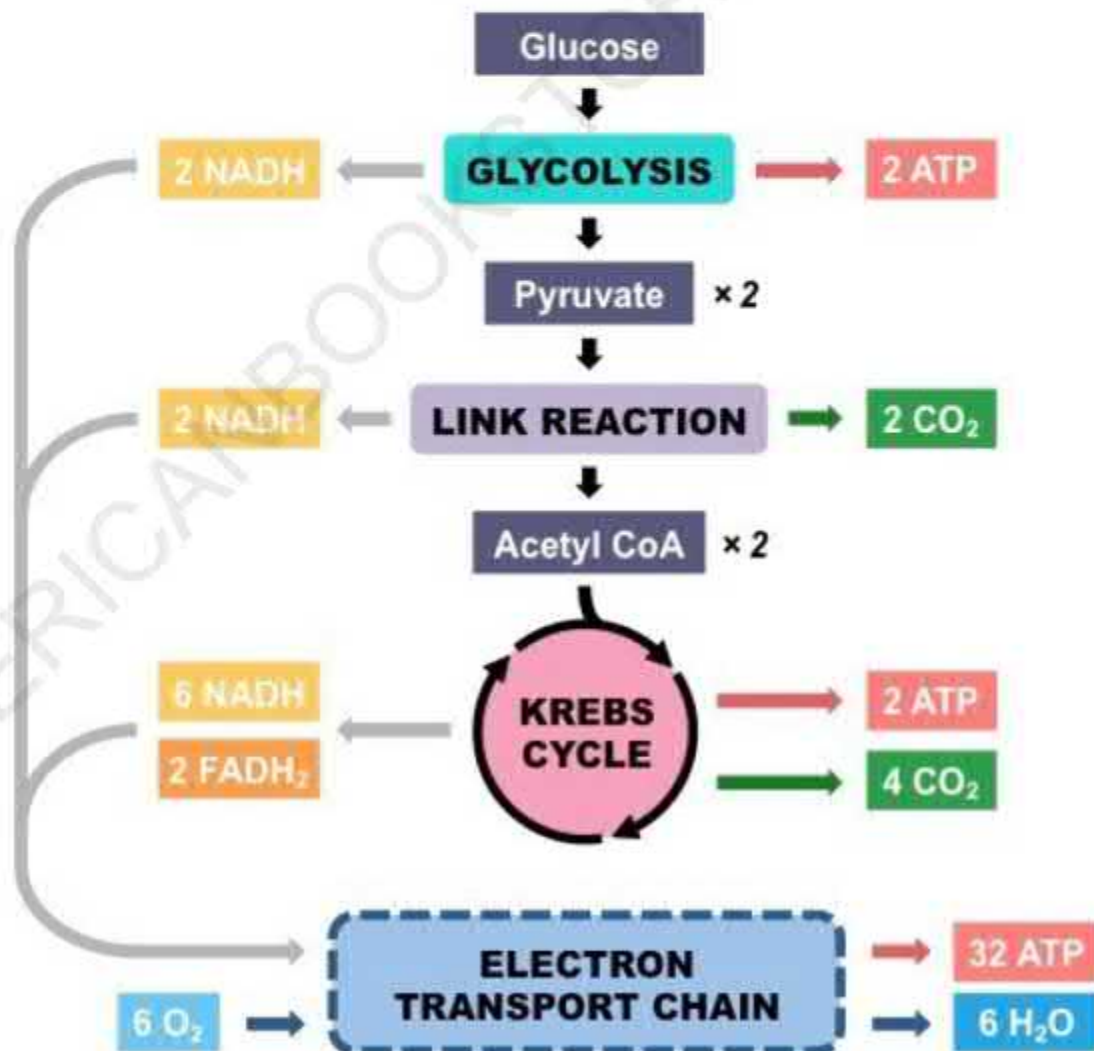 Glucose
2 NADH
GLYCOLYSIS
2 ATP
Pyruvate × 2
2 NADH
LINK REACTION
2 CO₂
Acetyl CoA × 2
6 NADH
2 FADH₂
KREBS
CYCLE
2 ATP
4 CO₂
ELECTRON
TRANSPORT CHAIN
32 ATP
6 O₂
6 H₂O